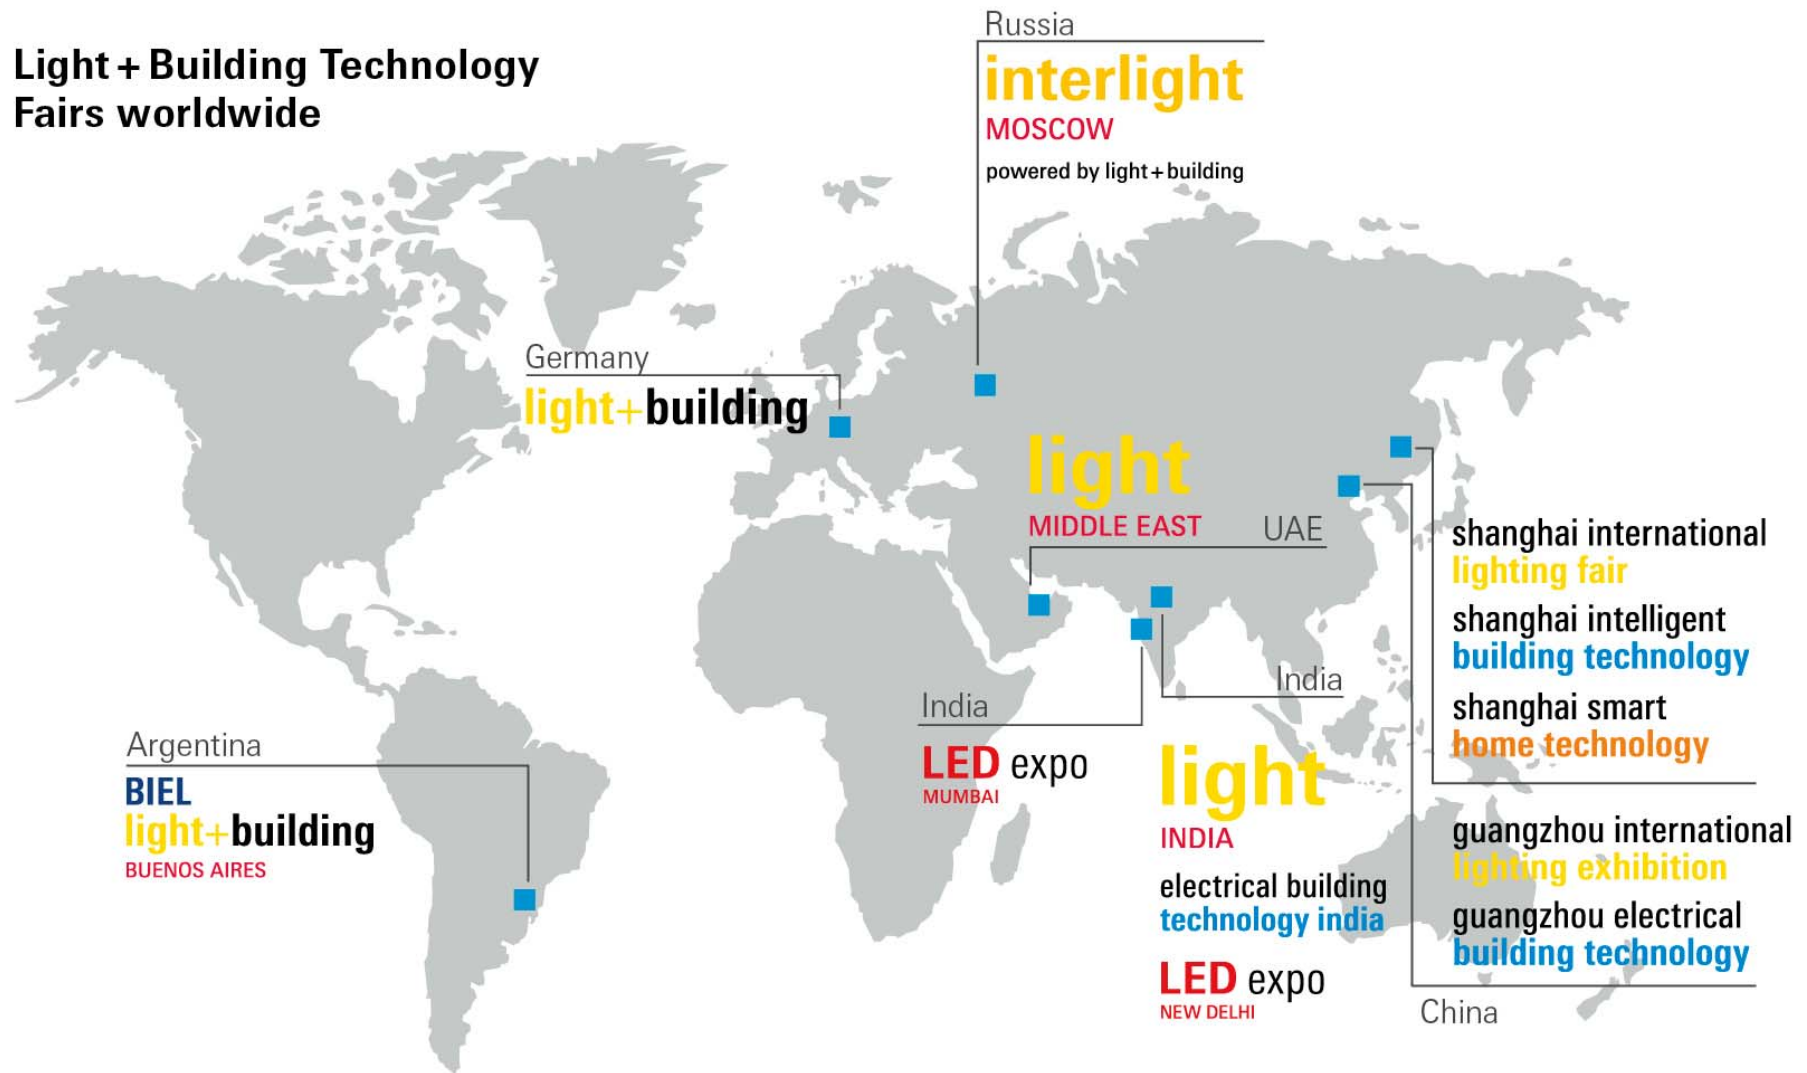 Light + Building Technology
Fairs worldwide
Russia
interlight
MOSCOW
powered by light + building
Germany
light+building
light
MIDDLE EAST
UAE
shanghai international
lighting fair
shanghai intelligent
building technology
shanghai smart
home technology
India
India
LED expo
MUMBAI
light
INDIA
electrical building
technology india
LED expo
NEW DELHI
Argentina
BIEL
light+building
BUENOS AIRES
guangzhou international
lighting exhibition
guangzhou electrical
building technology
China